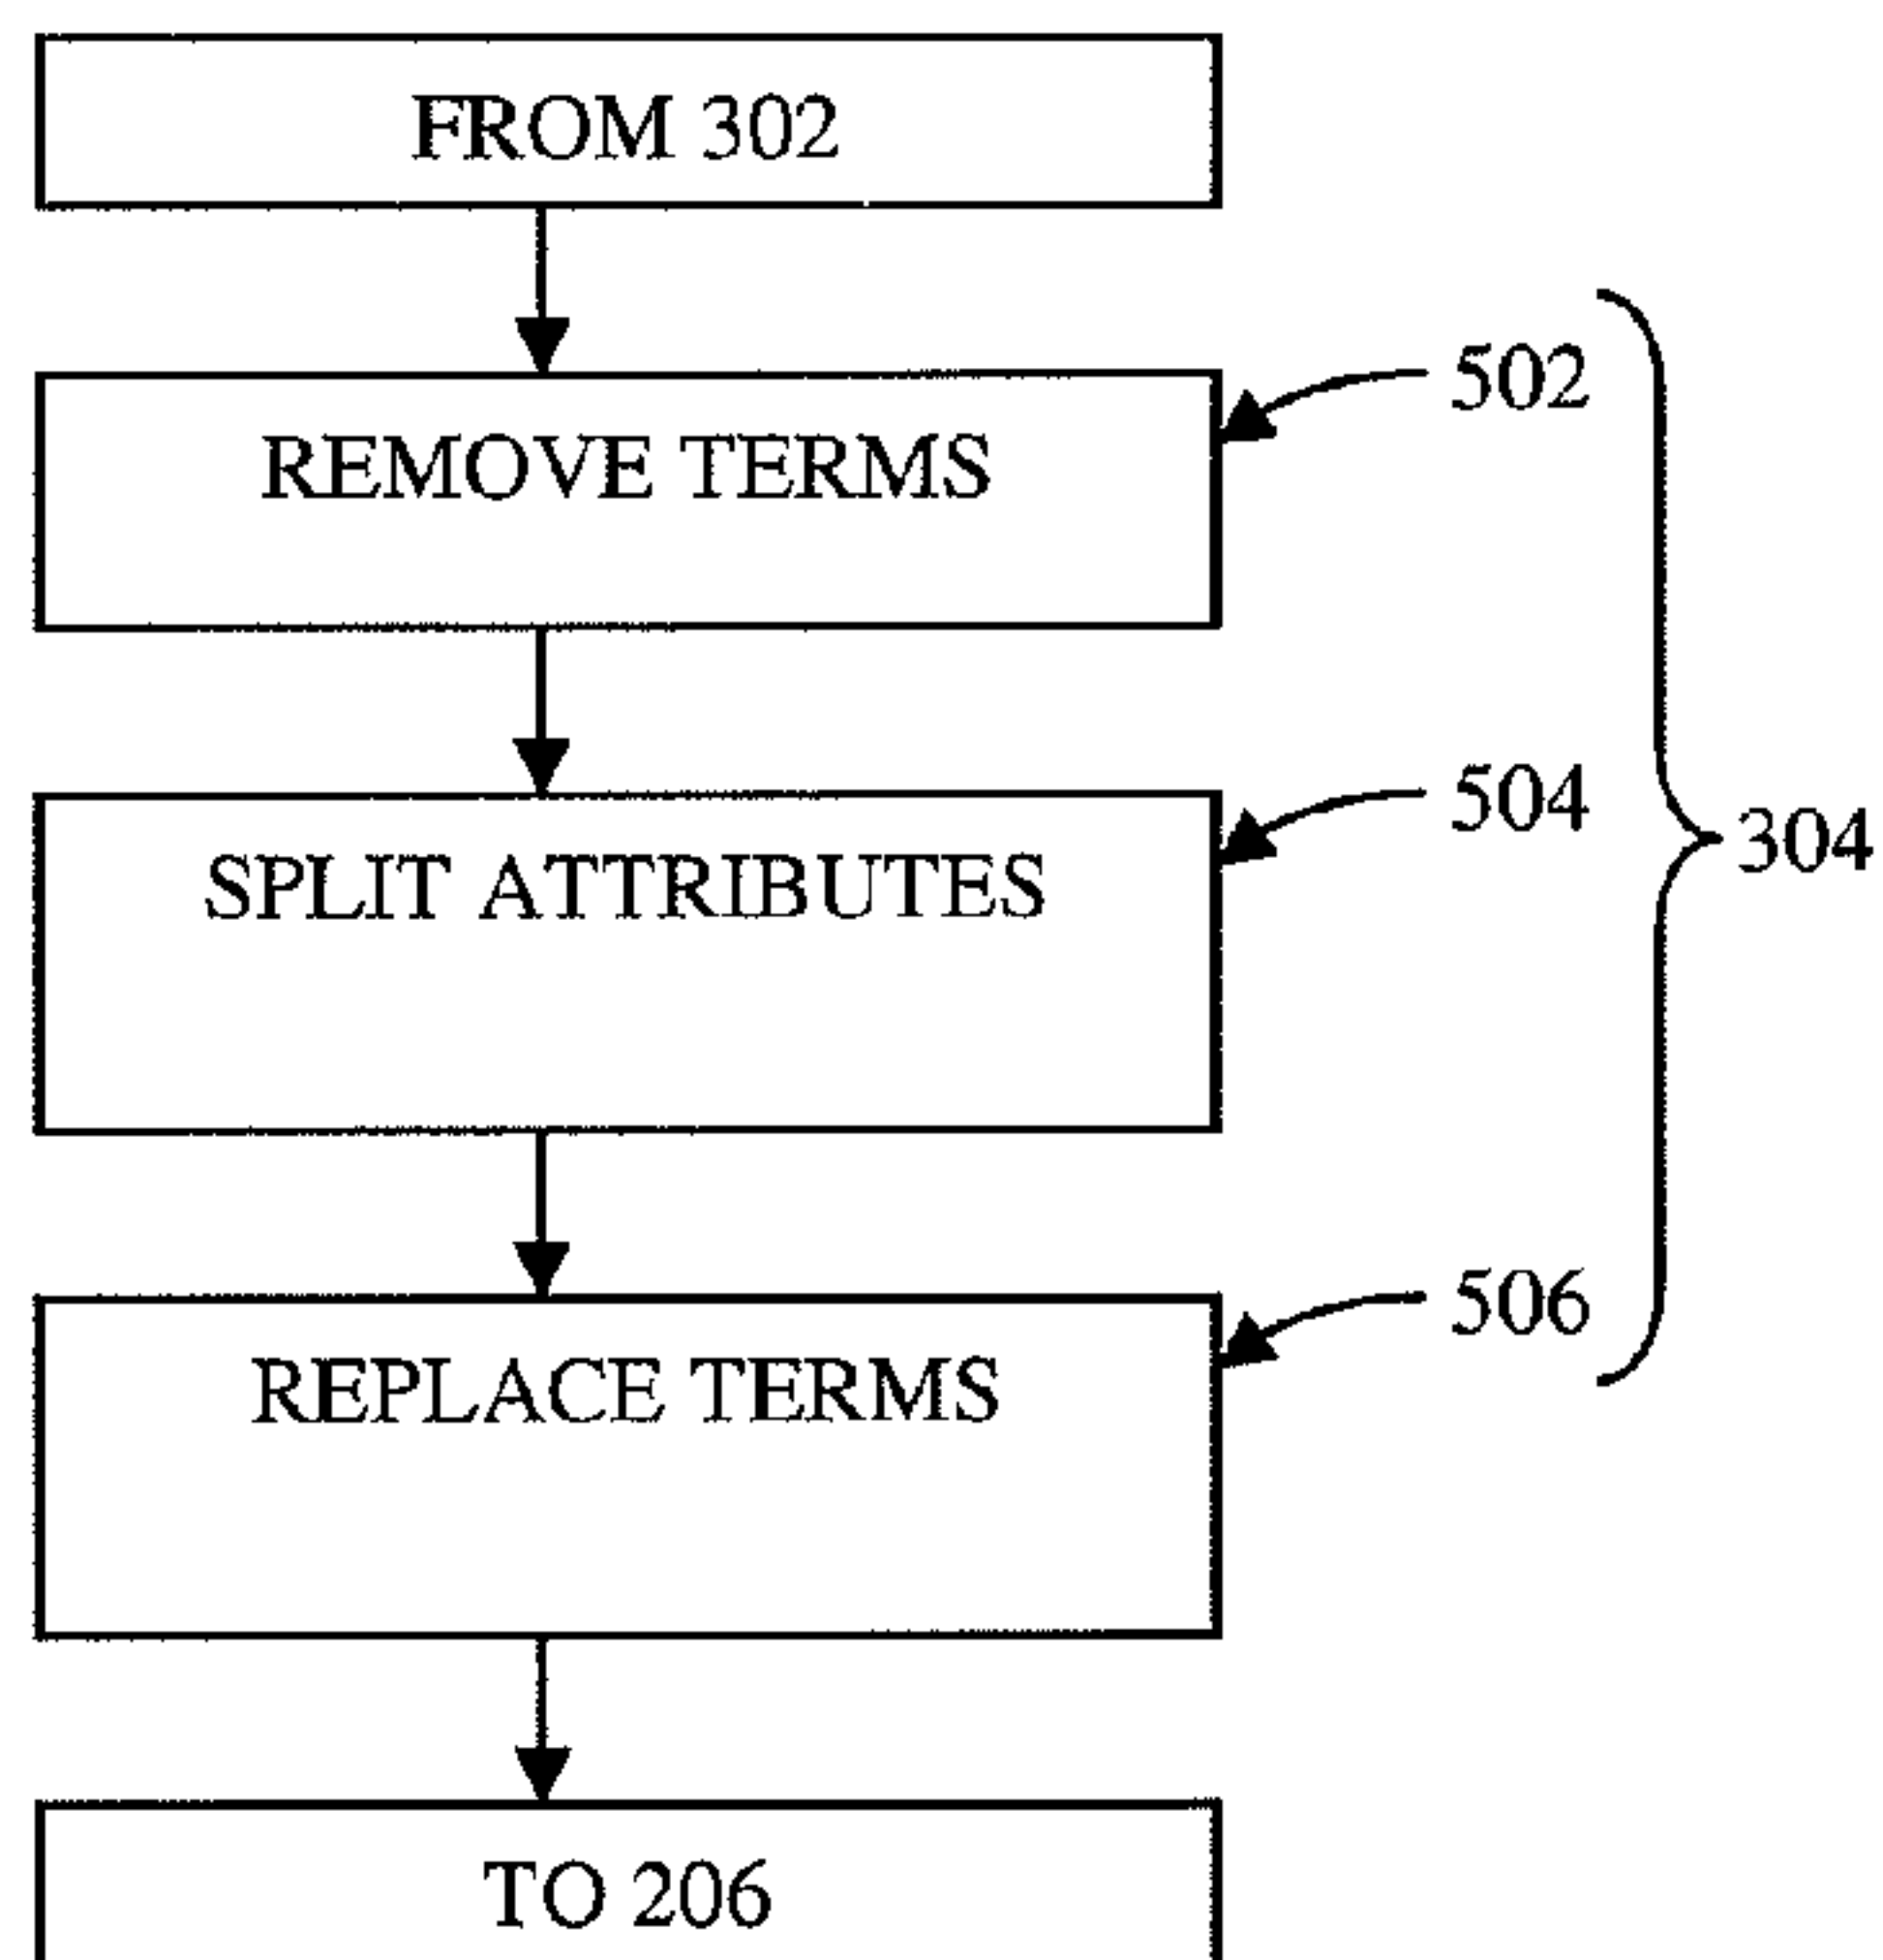 FROM 302
502
REMOVE TERMS
504
304
SPLIT ATTRIBUTES
506
REPLACE TERMS
TO 206